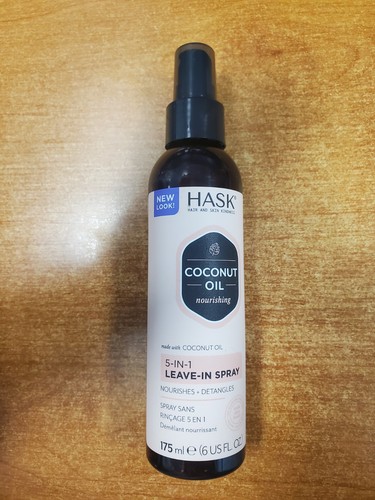 NEW
LOOK!
HASK®
HAIR AND SKIN KINDNESS
COCONUT
OIL
nourishing
made with COCONUT OIL
5-IN-1
LEAVE-IN SPRAY
NOURISHES + DETANGLES
SPRAY SANS
RINÇAGE 5 EN 1
Démêlant nourrissant
175 ml ℮ (6 US FL. OZ.